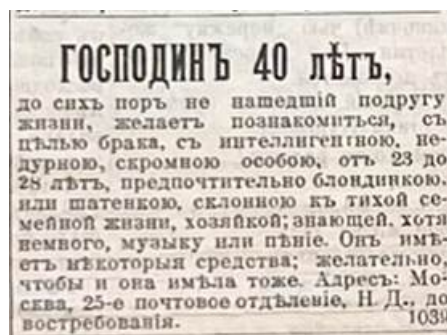 ГОСПОДИНЪ 40 ЛѢТЪ,
до сихъ поръ не нашедшій подругу
жизни, желаетъ познакомиться, съ
цѣлью брака, съ интеллигентною, не-
дурною, скромною особою, отъ 23 до
28 лѣтъ, предпочтительно блондинкою.
или шатенкою, склонною къ тихой се-
мейной жизни, хозяйкой; знающей, хотя
немного, музыку или пѣніе. Онъ имѣ-
етъ нѣкоторыя средства; желательно,
чтобы и она имѣла тоже. Адресъ: Мо-
сква, 25-е почтовое отдѣленіе, Н. Д., до
востребованія. 1039